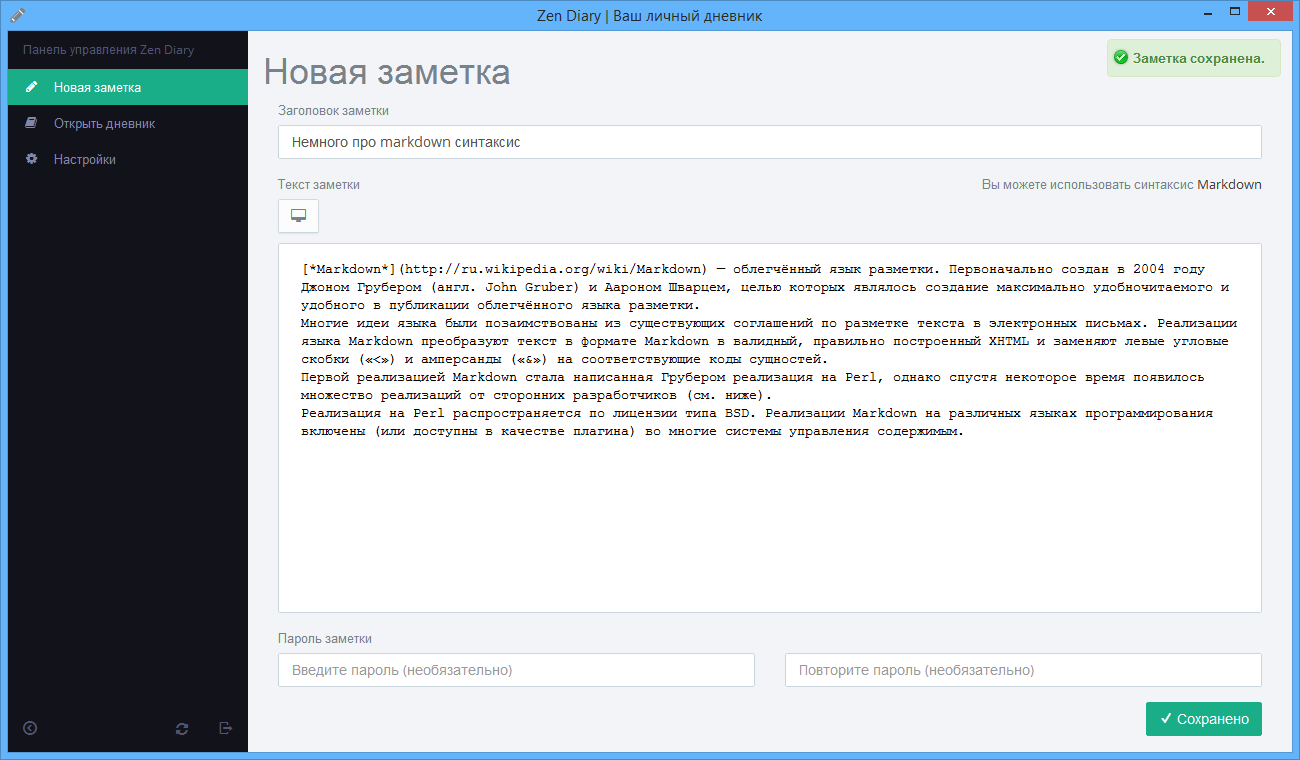 Zen Diary | Ваш личный дневник
Панель управления Zen Diary
Новая заметка
Открыть дневник
Настройки
Новая заметка
Заметка сохранена.
Заголовок заметки
Немного про markdown синтаксис
Текст заметки
Вы можете использовать синтаксис Markdown
[*Markdown*](http://ru.wikipedia.org/wiki/Markdown) — облегчённый язык разметки. Первоначально создан в 2004 году
Джоном Грубером (англ. John Gruber) и Аароном Шварцем, целью которых являлось создание максимально удобночитаемого и
удобного в публикации облегчённого языка разметки.
Многие идеи языка были позаимствованы из существующих соглашений по разметке текста в электронных письмах. Реализации
языка Markdown преобразуют текст в формате Markdown в валидный, правильно построенный XHTML и заменяют левые угловые
скобки («<») и амперсанды («&») на соответствующие коды сущностей.
Первой реализацией Markdown стала написанная Грубером реализация на Perl, однако спустя некоторое время появилось
множество реализаций от сторонних разработчиков (см. ниже).
Реализация на Perl распространяется по лицензии типа BSD. Реализации Markdown на различных языках программирования
включены (или доступны в качестве плагина) во многие системы управления содержимым.
Пароль заметки
Введите пароль (необязательно)
Повторите пароль (необязательно)
Сохранено